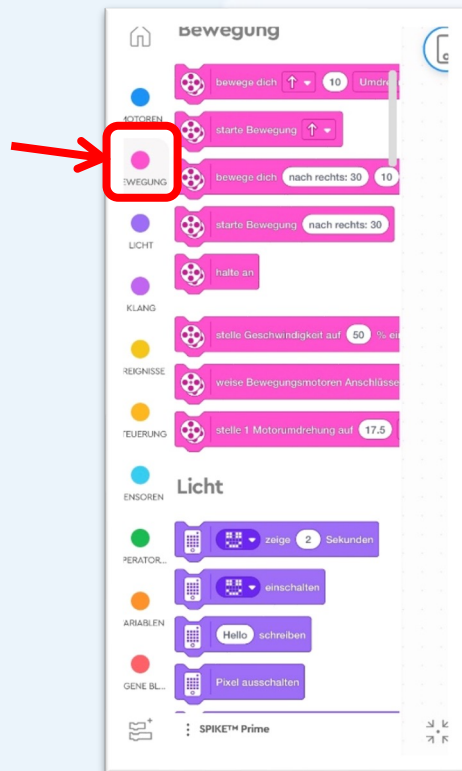 Bewegung
bewege dich 10 Umdre
MOTOREN
starte Bewegung
EWEGUNG
bewege dich nach rechts: 30 10
starte Bewegung nach rechts: 30
LICHT
halte an
KLANG
stelle Geschwindigkeit auf 50 % ein
REIGNISSE
weise Bewegungsmotoren Anschlüsse
TEUERUNG
stelle 1 Motorumdrehung auf 17.5
ENSOREN
Licht
zeige 2 Sekunden
PERATOR...
einschalten
ARIABLEN
Hello schreiben
GENE BL...
Pixel ausschalten
SPIKE™ Prime